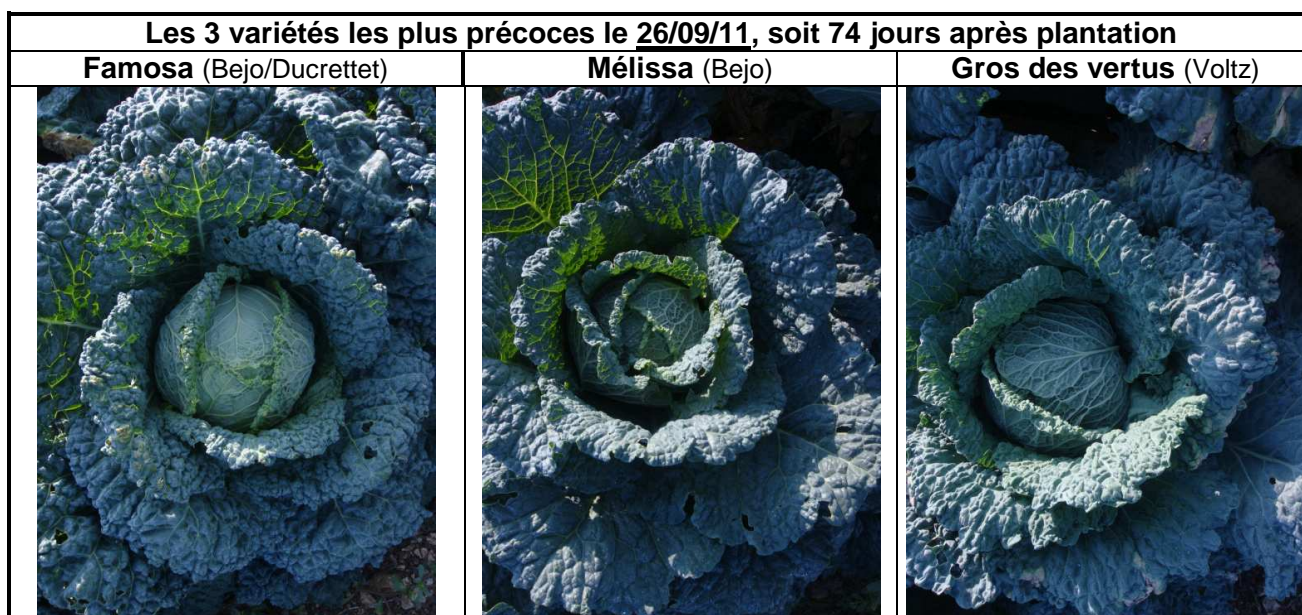 Les 3 variétés les plus précoces le 26/09/11, soit 74 jours après plantation
Famosa (Bejo/Ducrettet)
Mélissa (Bejo)
Gros des vertus (Voltz)